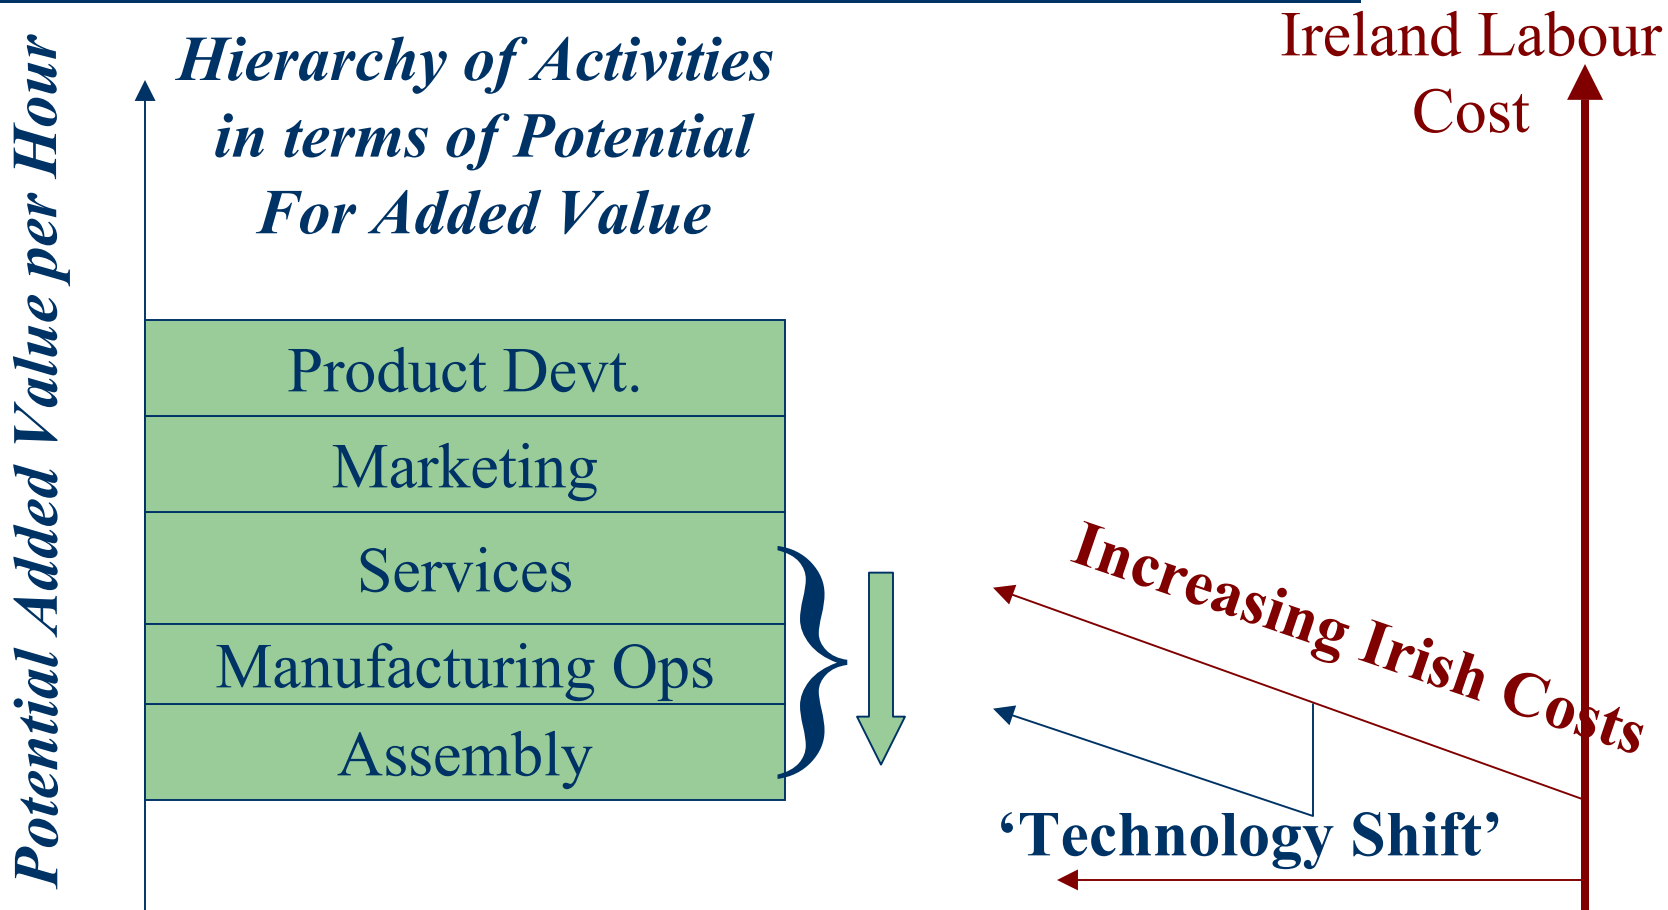 Potential Added Value per Hour
Hierarchy of Activities
in terms of Potential
For Added Value
Product Devt.
Marketing
Services
Manufacturing Ops
Assembly
Ireland Labour
Cost
Increasing Irish Costs
‘Technology Shift’